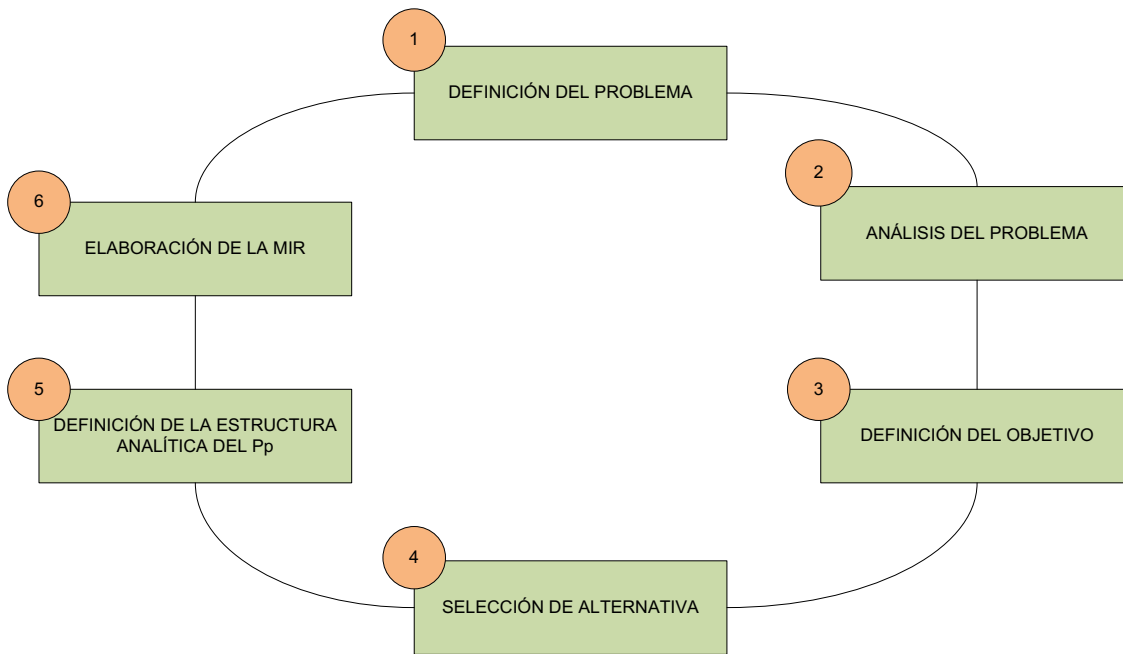 1
DEFINICIÓN DEL PROBLEMA
2
ANÁLISIS DEL PROBLEMA
3
DEFINICIÓN DEL OBJETIVO
4
SELECCIÓN DE ALTERNATIVA
5
DEFINICIÓN DE LA ESTRUCTURA
ANALÍTICA DEL Pp
6
ELABORACIÓN DE LA MIR